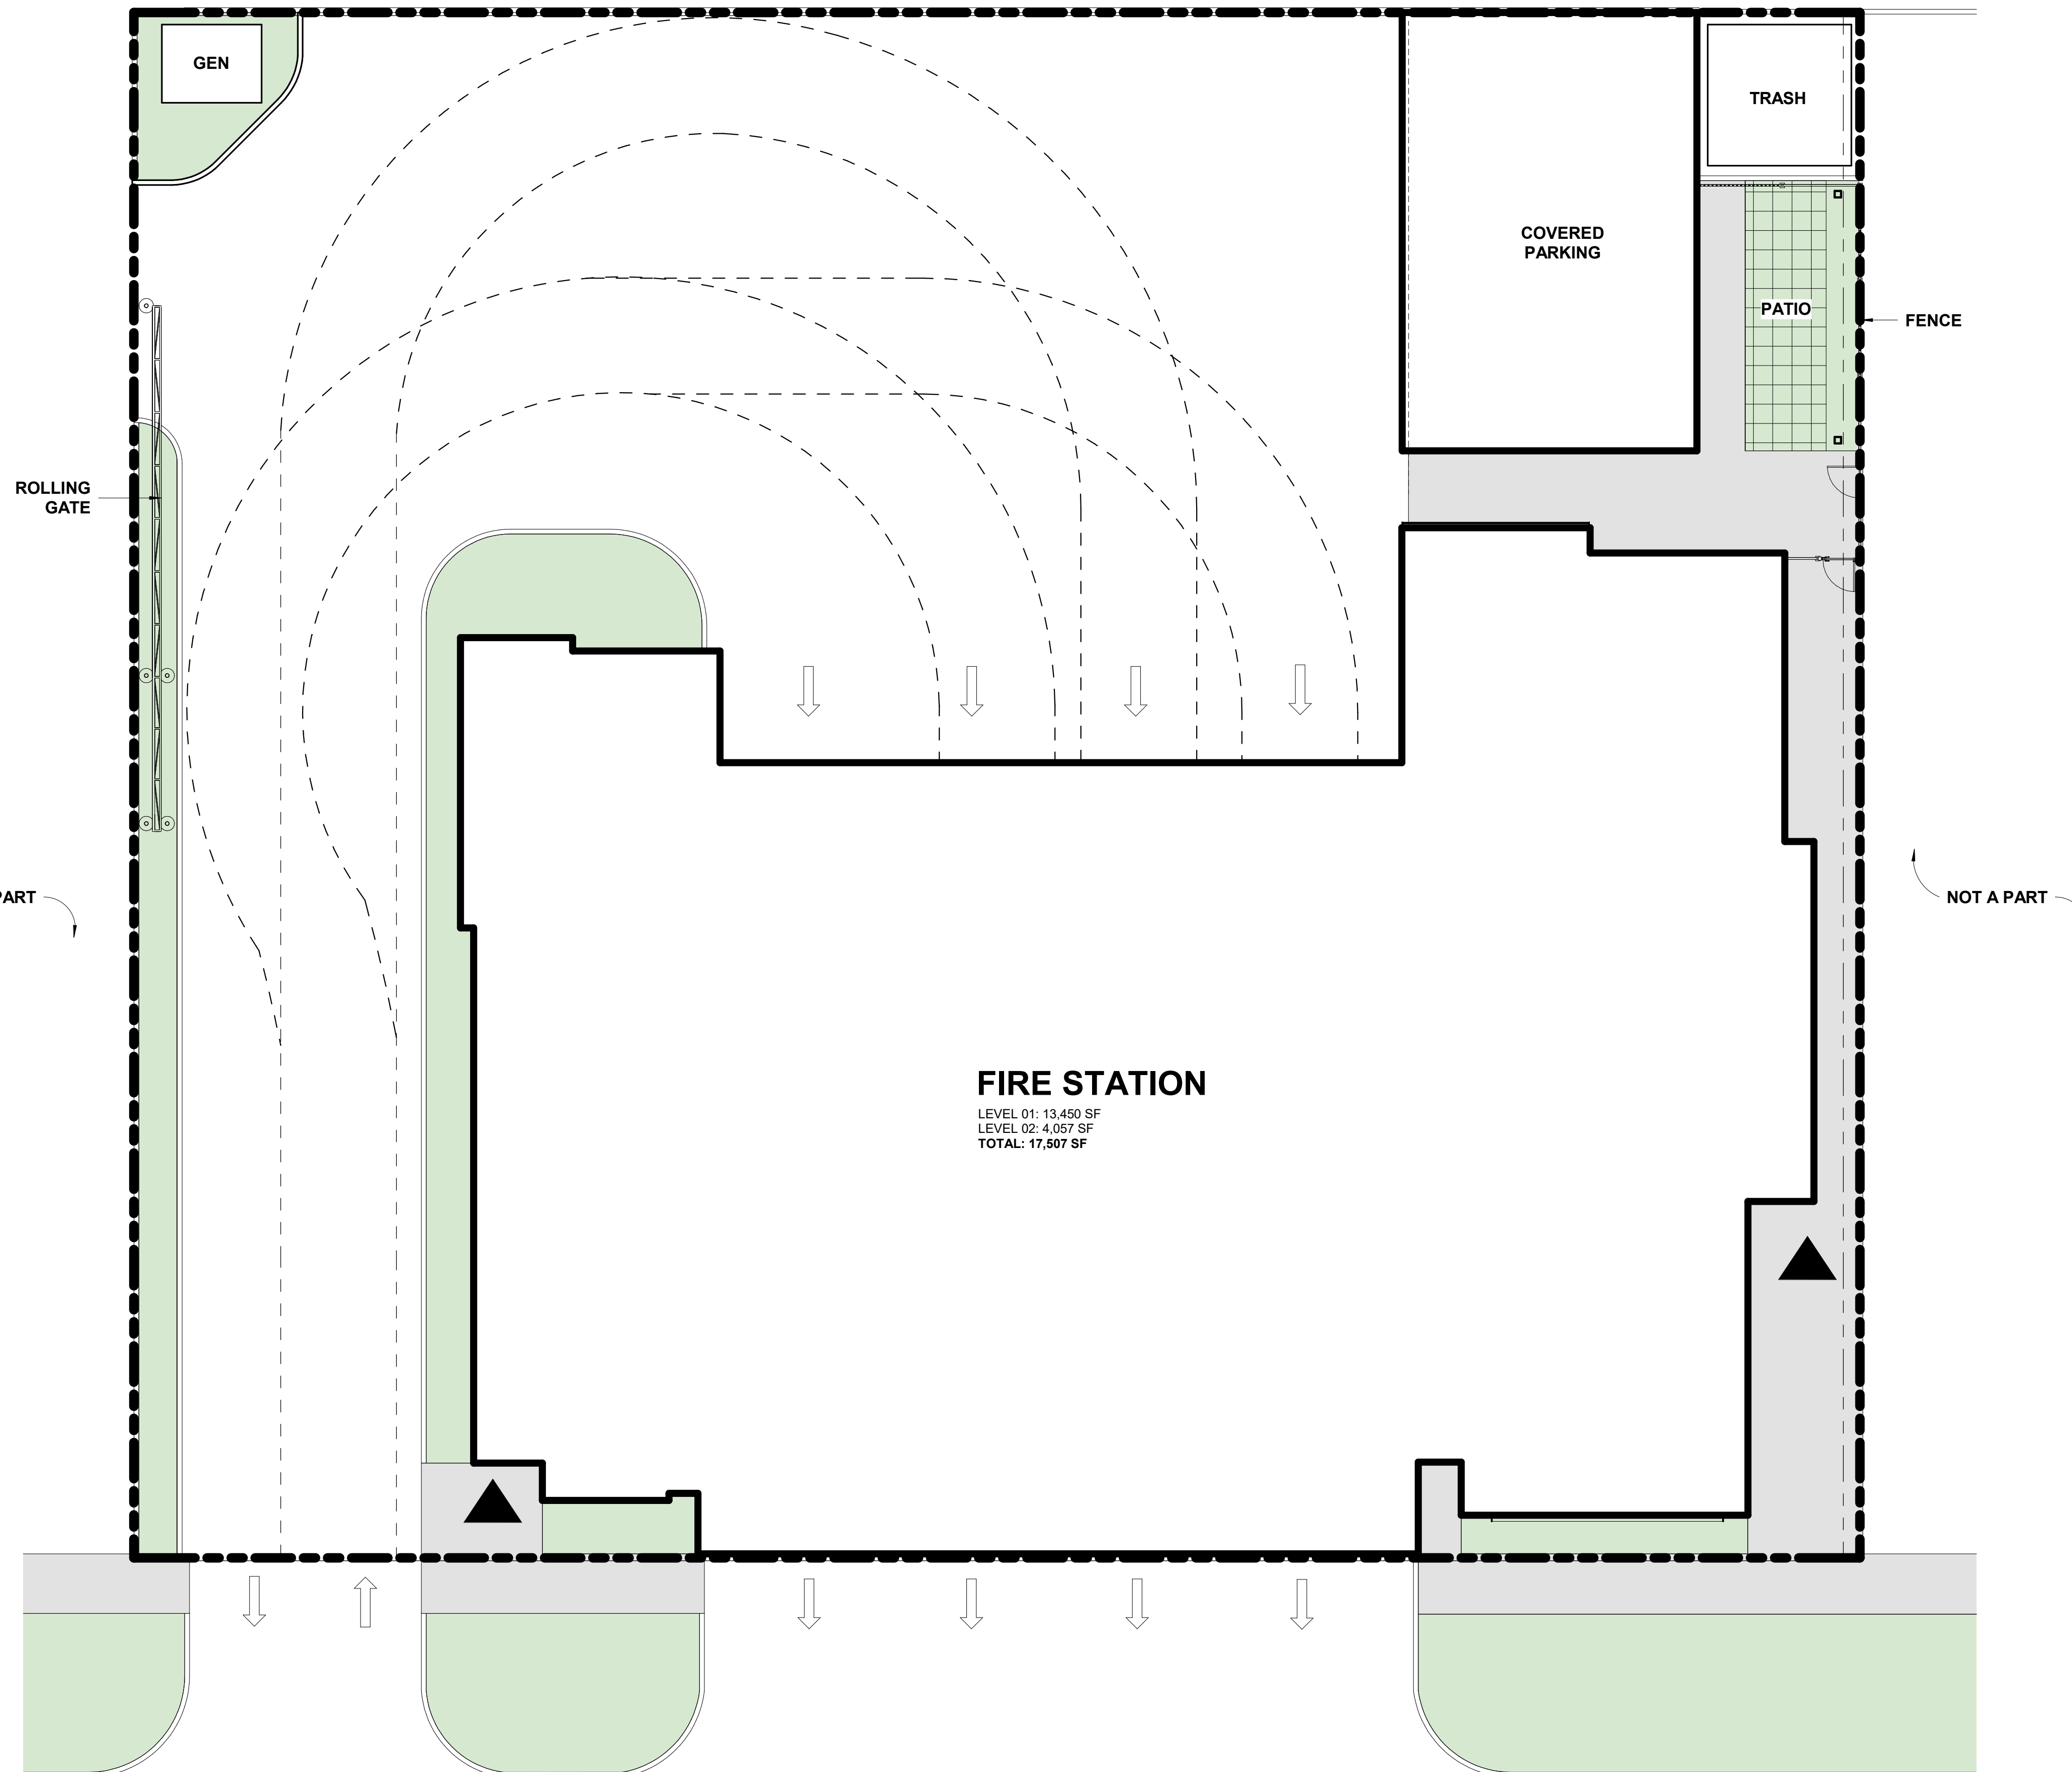 GEN
TRASH
COVERED
PARKING
PATIO
FENCE
ROLLING
GATE
PART
NOT A PART
FIRE STATION
LEVEL 01: 13,450 SF
LEVEL 02: 4,057 SF
TOTAL: 17,507 SF